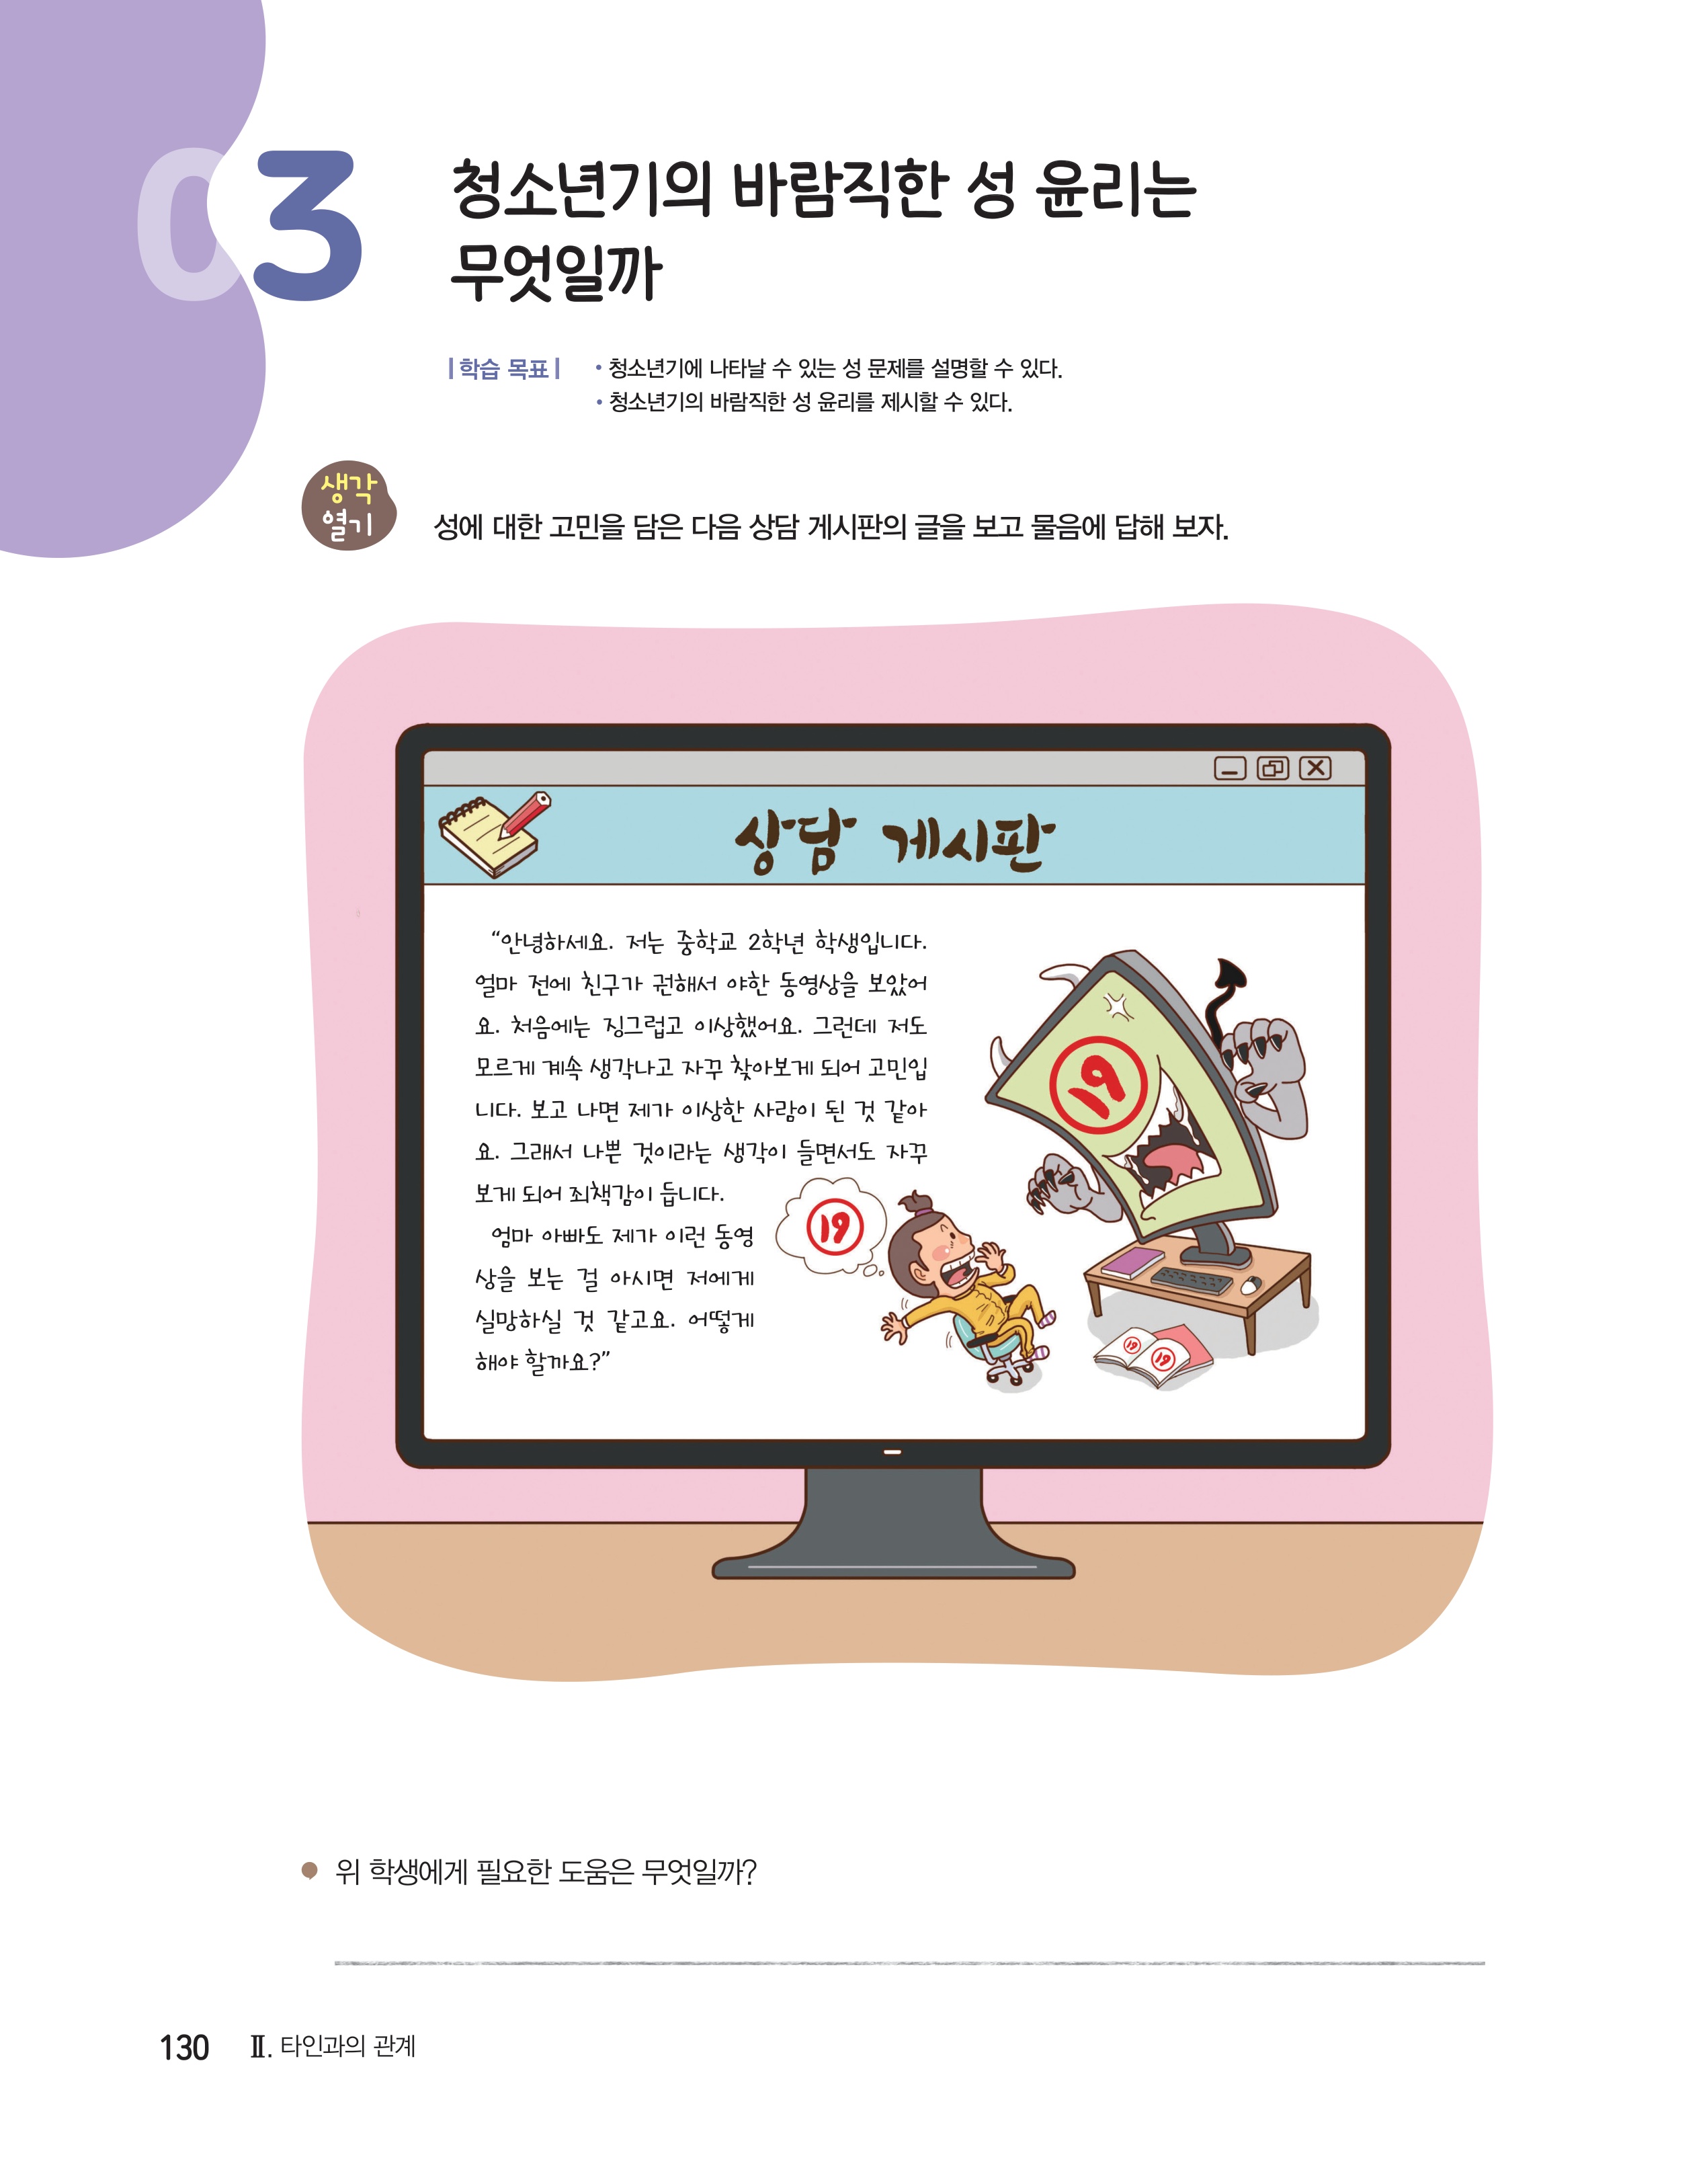 03
청소년기의 바람직한 성 윤리는
무엇일까
학습 목표
• 청소년기에 나타날 수 있는 성 문제를 설명할 수 있다.
• 청소년기의 바람직한 성 윤리를 제시할 수 있다.
생각
열기
성에 대한 고민을 담은 다음 상담 게시판의 글을 보고 물음에 답해 보자.
상담 게시판
“안녕하세요. 저는 중학교 2학년 학생입니다.
얼마 전에 친구가 권해서 야한 동영상을 보았어
요. 처음에는 징그럽고 이상했어요. 그런데 저도
모르게 계속 생각나고 자꾸 찾아보게 되어 고민입
니다. 보고 나면 제가 이상한 사람이 된 것 같아
요. 그래서 나쁜 것이라는 생각이 들면서도 자꾸
보게 되어 죄책감이 듭니다.
엄마 아빠도 제가 이런 동영
상을 보는 걸 아시면 저에게
실망하실 것 같고요. 어떻게
해야 할까요?”
19
19
19
19
위 학생에게 필요한 도움은 무엇일까?
130 Ⅱ. 타인과의 관계